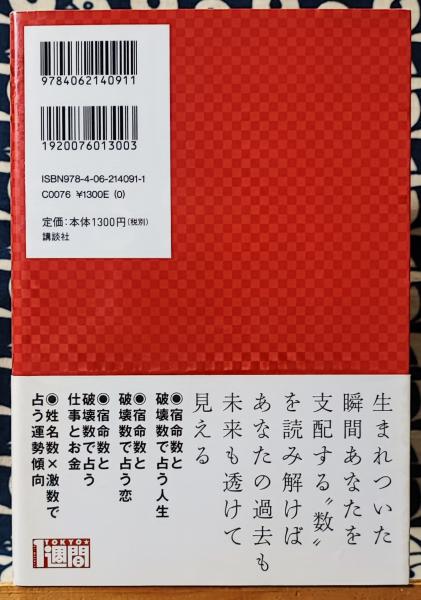 9784062140911
1920076013003
ISBN978-4-06-214091-1
C0076 ¥1300E (0)
定価:本体1300円(税別)
講談社
生まれついた
瞬間あなたを
支配する〝数〟
を読み解けば
あなたの過去も
未来も透けて
見える
◉宿命数と
破壊数で占う人生
◉宿命数と
破壊数で占う恋
◉宿命数と
破壊数で占う
仕事とお金
◉姓名数×激数で
占う運勢傾向
TOKYO★
1週間